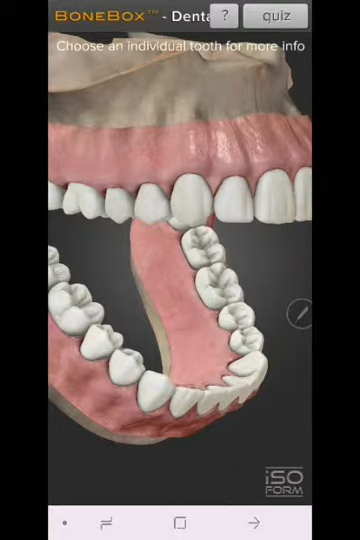 BoneBox™ - Denta
?
quiz
Choose an individual tooth for more info
iSO
FORM